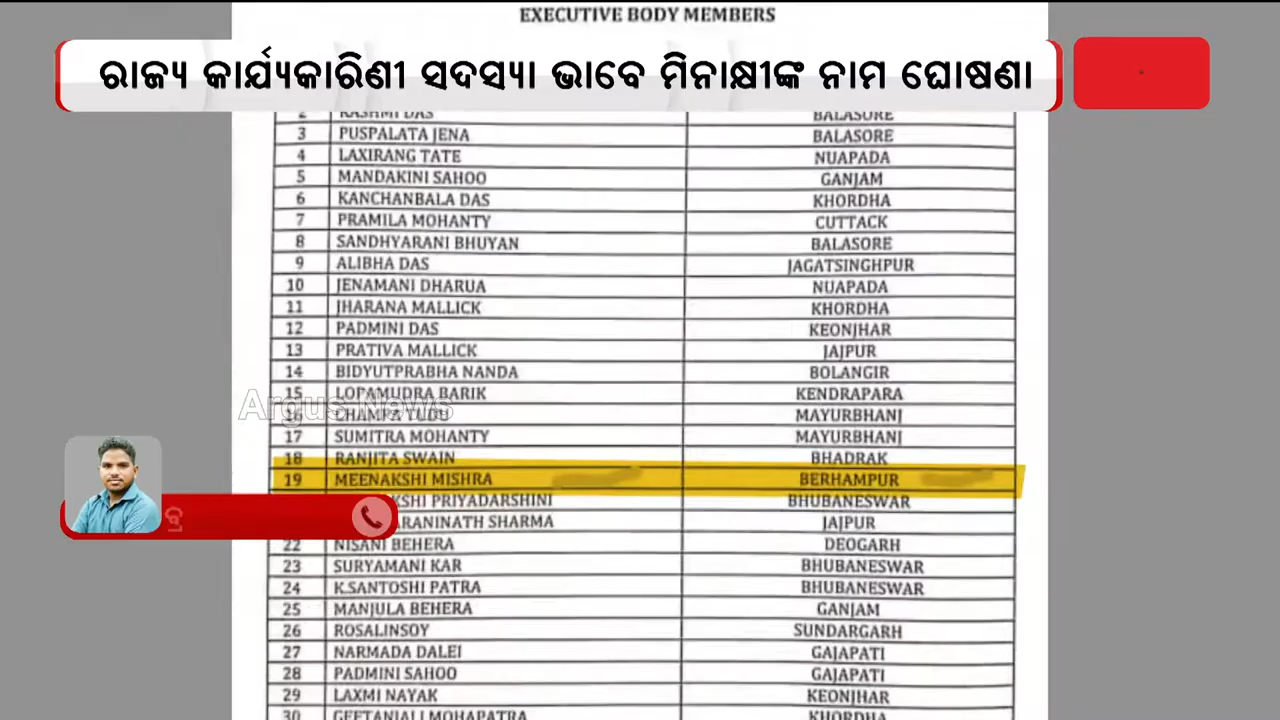 EXECUTIVE BODY MEMBERS
ରାଜ୍ୟ କାର୍ଯ୍ୟକାରିଣୀ ସଦସ୍ୟା ଭାବେ ମିନାକ୍ଷୀଙ୍କ ନାମ ଘୋଷଣା
2 RASHMI DAS BALASORE
3 PUSPALATA JENA BALASORE
4 LAXIRANG TATE NUAPADA
5 MANDAKINI SAHOO GANJAM
6 KANCHANBALA DAS KHORDHA
7 PRAMILA MOHANTY CUTTACK
8 SANDHYARANI BHUYAN BALASORE
9 ALIBHA DAS JAGATSINGHPUR
10 JENAMANI DHARUA NUAPADA
11 JHARANA MALLICK KHORDHA
12 PADMINI DAS KEONJHAR
13 PRATIVA MALLICK JAJPUR
14 BIDYUTPRABHA NANDA BOLANGIR
15 LOPAMUDRA BARIK KENDRAPARA
Argus News
16 CHAMPA MAYURBHANJ
17 SUMITRA MOHANTY MAYURBHANJ
18 RANJITA SWAIN BHADRAK
19 MEENAKSHI MISHRA BERHAMPUR
KSHI PRIYADARSHINI BHUBANESWAR
ARANINATH SHARMA JAJPUR
22 NISANI BEHERA DEOGARH
23 SURYAMANI KAR BHUBANESWAR
24 K.SANTOSHI PATRA BHUBANESWAR
25 MANJULA BEHERA GANJAM
26 ROSALINSOY SUNDARGARH
27 NARMADA DALEI GAJAPATI
28 PADMINI SAHOO GAJAPATI
29 LAXMI NAYAK KEONJHAR
30 GEETANJALI MOHAPATRA KHORDHA